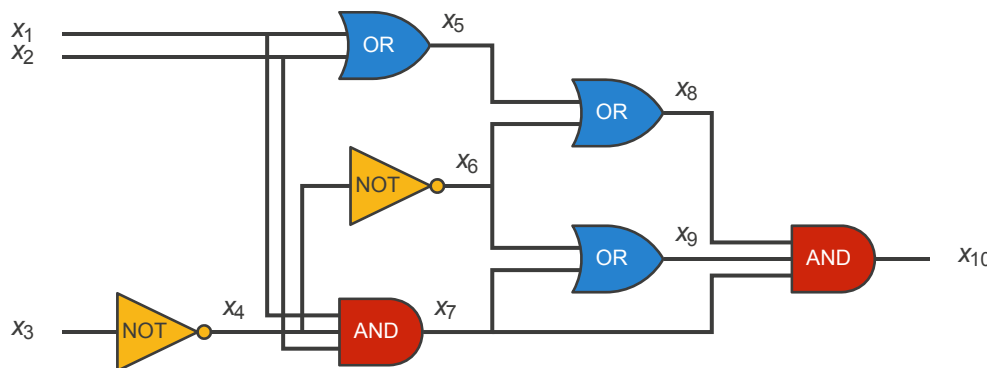 x1
x2
x5
OR
x8
OR
x6
NOT
x9
OR
AND
x10
x3
NOT
x4
AND
x7